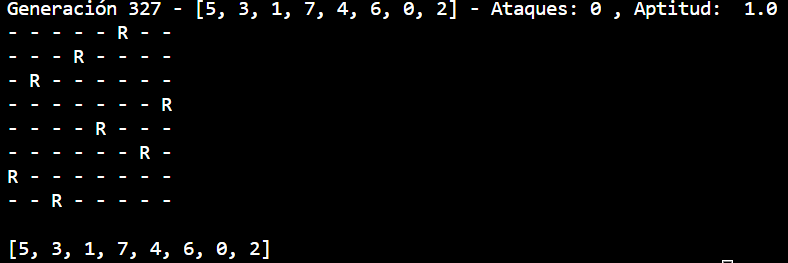 Generación 327 - [5, 3, 1, 7, 4, 6, 0, 2] - Ataques: 0 , Aptitud:  1.0
- - - - - R - -
- - - R - - - -
- R - - - - - -
- - - - - - - R
- - - - R - - -
- - - - - - R -
R - - - - - - -
- - R - - - - -
[5, 3, 1, 7, 4, 6, 0, 2]